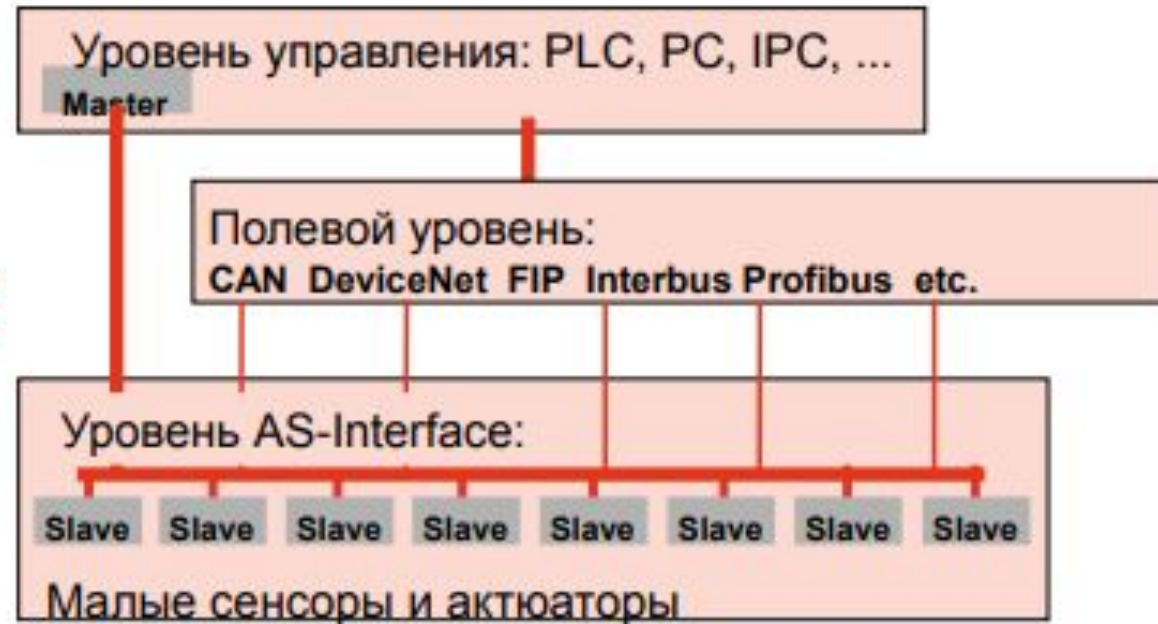 Уровень управления: PLC, PC, IPC, ...
Master
Полевой уровень:
CAN DeviceNet FIP Interbus Profibus etc.
Уровень AS-Interface:
Slave Slave Slave Slave Slave Slave Slave Slave
Малые сенсоры и актюаторы